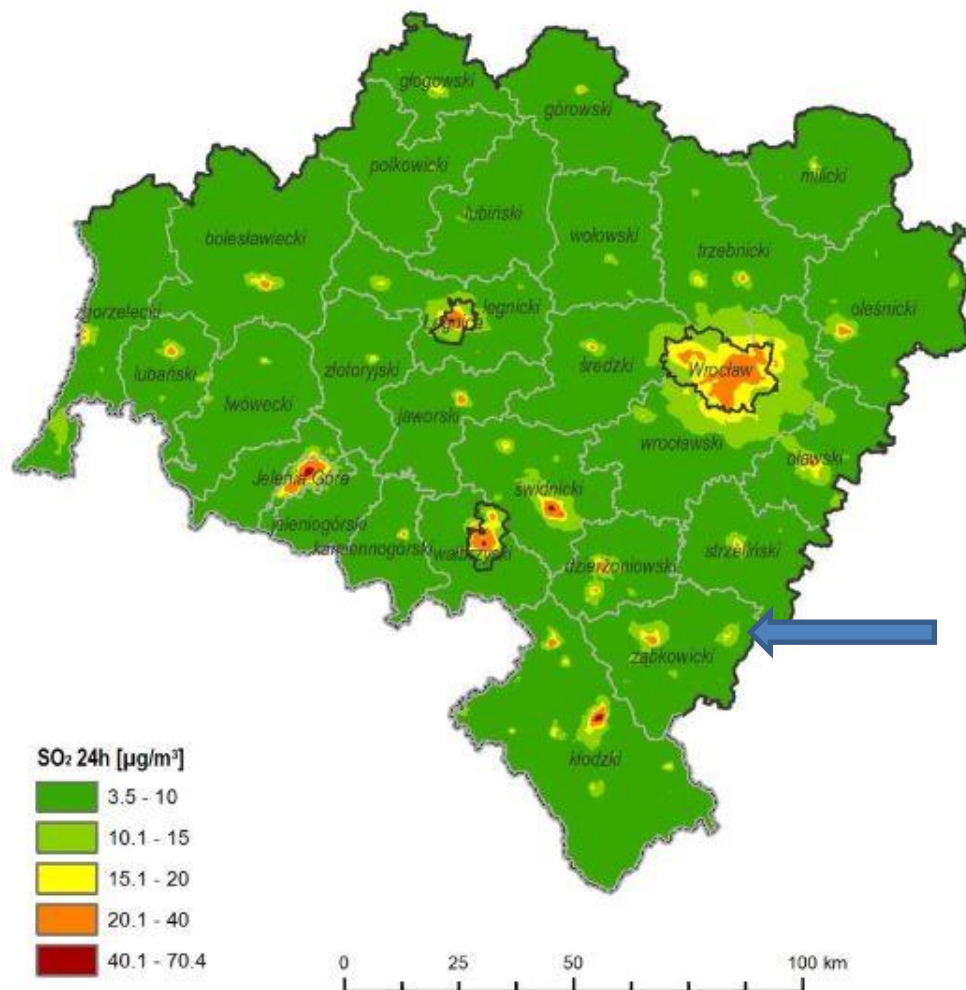 głogowski
górowski
polkowicki
milicki
lubiński
bolesławiecki
wołowski
trzebnicki
zgorzelecki
legnicki
oleśnicki
Legnica
lubański
złotoryjski
średzki
Wrocław
lwówecki
jaworski
wrocławski
oławski
Jelenia Góra
świdnicki
jeleniogórski
kamiennogórski
wałbrzyski
dzierżoniowski
strzeliński
ząbkowicki
kłodzki
SO₂ 24h [µg/m³]
3.5 - 10
10.1 - 15
15.1 - 20
20.1 - 40
40.1 - 70.4
0 25 50 100 km